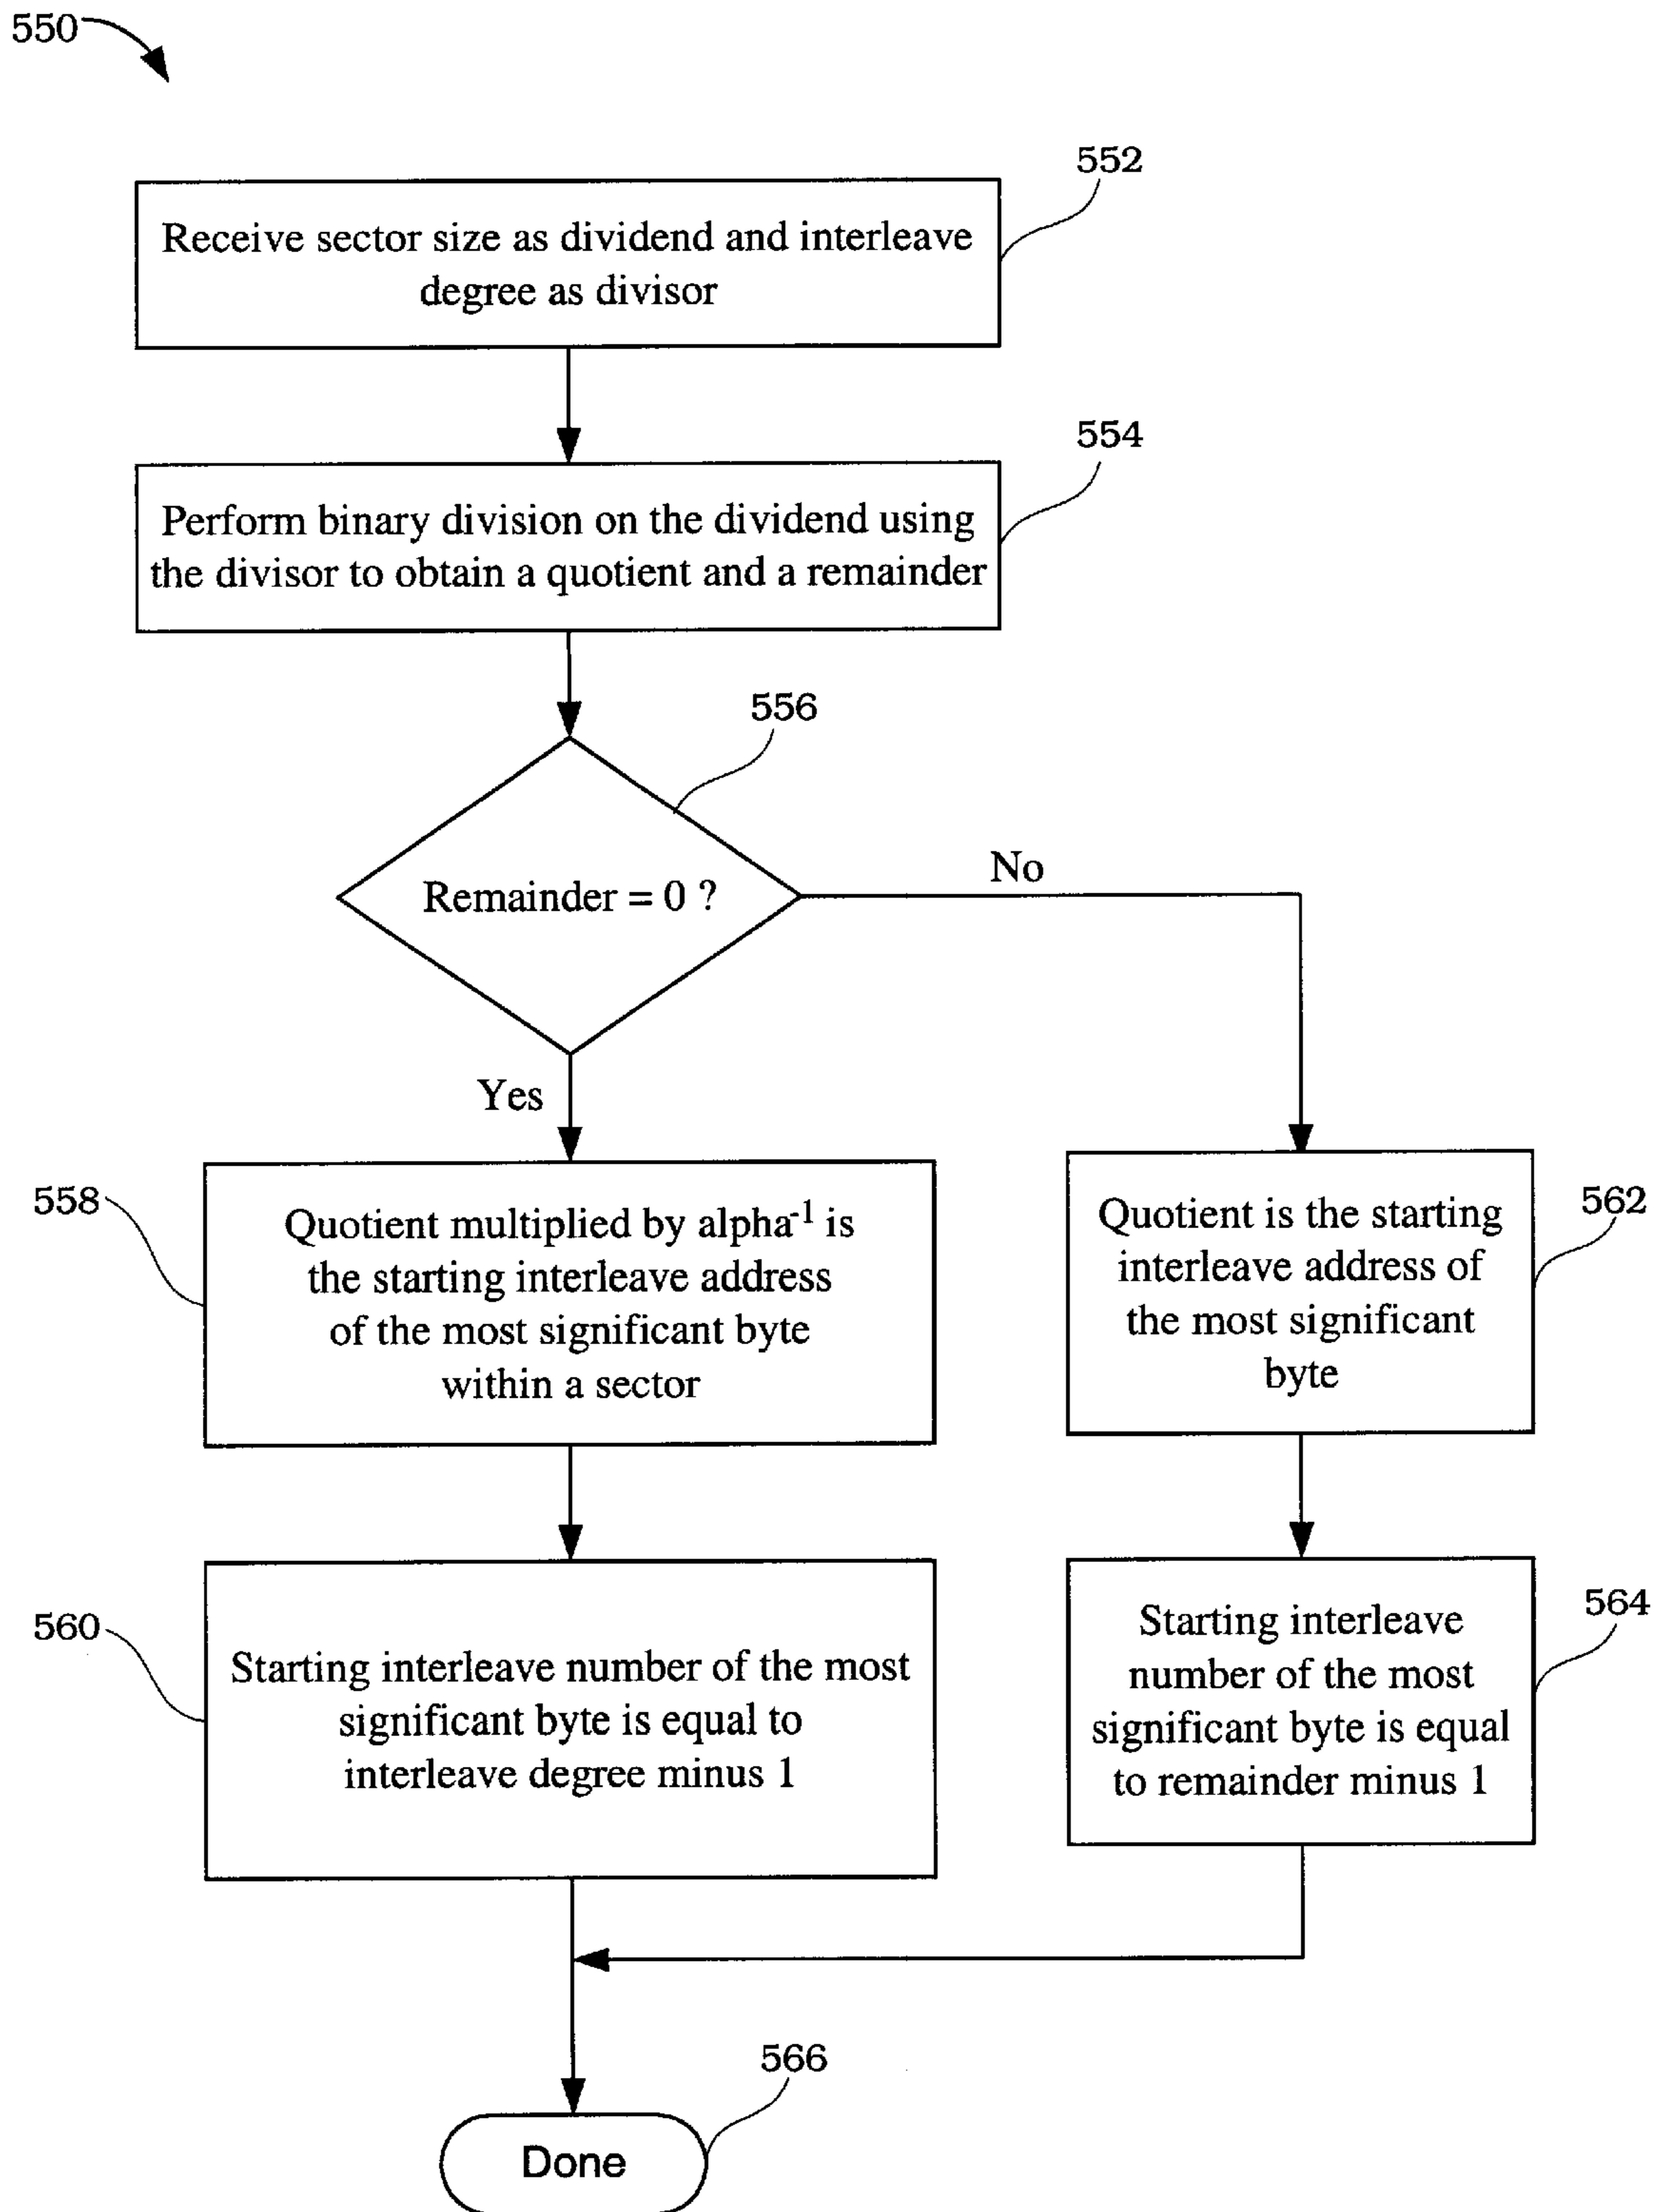 550
552
Receive sector size as dividend and interleave
degree as divisor
554
Perform binary division on the dividend using
the divisor to obtain a quotient and a remainder
556
Remainder = 0 ?
No
Yes
558
Quotient multiplied by alpha⁻¹ is
the starting interleave address
of the most significant byte
within a sector
562
Quotient is the starting
interleave address of
the most significant
byte
560
Starting interleave number of the most
significant byte is equal to
interleave degree minus 1
564
Starting interleave
number of the most
significant byte is equal
to remainder minus 1
566
Done